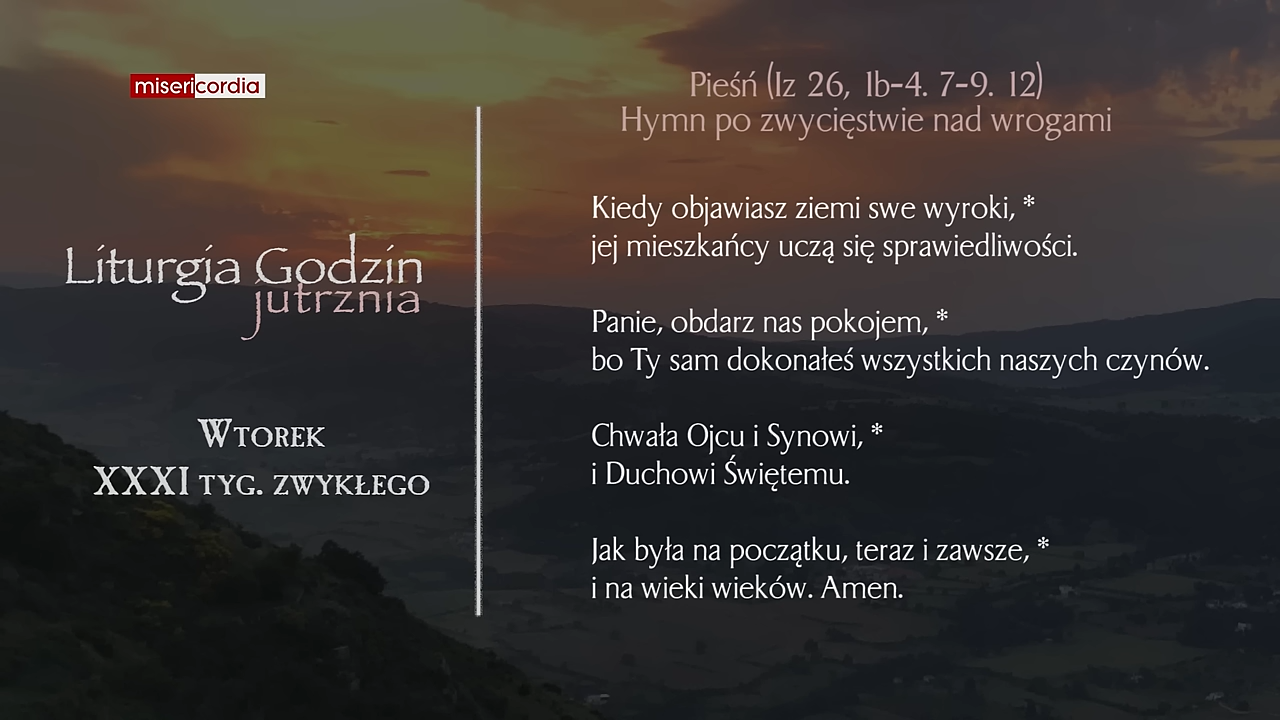 misericordia
Liturgia Godzin
jutrznia
Wtorek
XXXI tyg. zwykłego
Pieśń (Iz 26, 1b-4. 7-9. 12)
Hymn po zwycięstwie nad wrogami
Kiedy objawiasz ziemi swe wyroki, *
jej mieszkańcy uczą się sprawiedliwości.
Panie, obdarz nas pokojem, *
bo Ty sam dokonałeś wszystkich naszych czynów.
Chwała Ojcu i Synowi, *
i Duchowi Świętemu.
Jak była na początku, teraz i zawsze, *
i na wieki wieków. Amen.